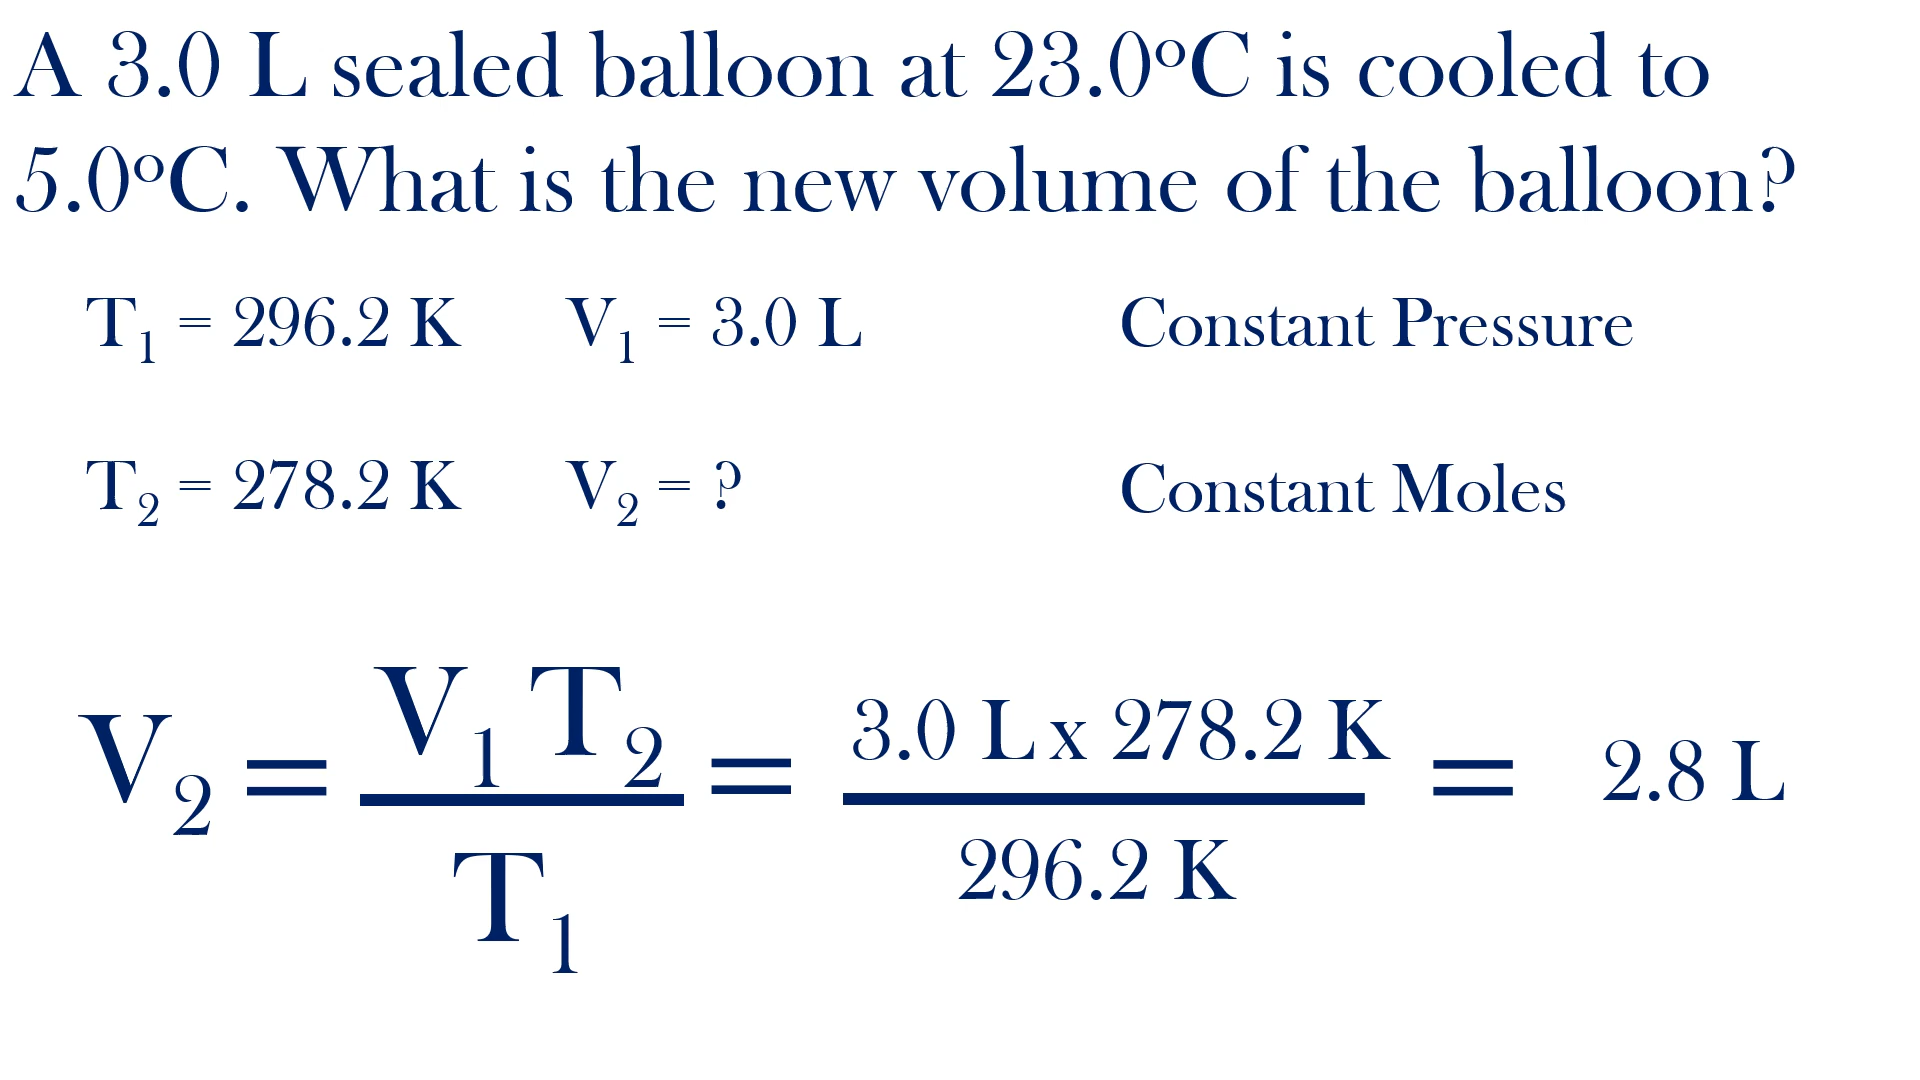 A 3.0 L sealed balloon at 23.0ºC is cooled to
5.0ºC. What is the new volume of the balloon?
T₁ = 296.2 K V₁ = 3.0 L Constant Pressure
T₂ = 278.2 K V₂ = ? Constant Moles
V₂ = V₁ T₂ / T₁ = 3.0 L x 278.2 K / 296.2 K = 2.8 L